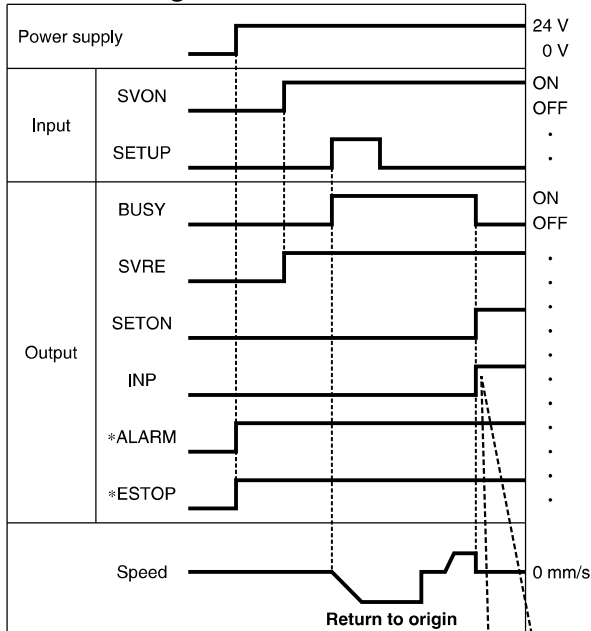 Power supply
24 V
0 V
Input
SVON
ON
OFF
SETUP
Output
BUSY
ON
OFF
SVRE
SETON
INP
*ALARM
*ESTOP
Speed
0 mm/s
Return to origin